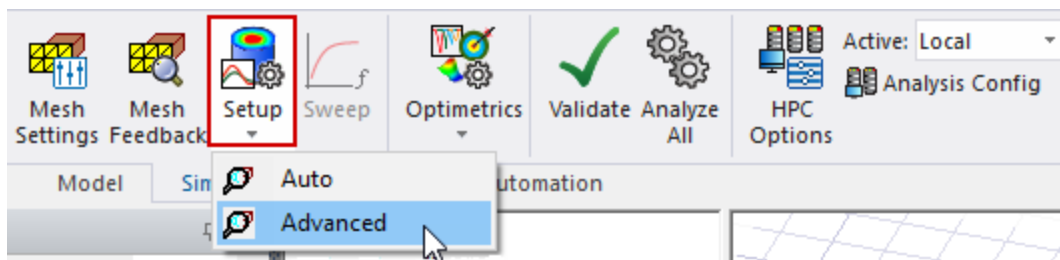 Mesh
Settings
Mesh
Feedback
Setup
Sweep
f
Optimetrics
Validate
Analyze
All
HPC
Options
Active: Local
Analysis Config
Model
Sim
utomation
Auto
Advanced